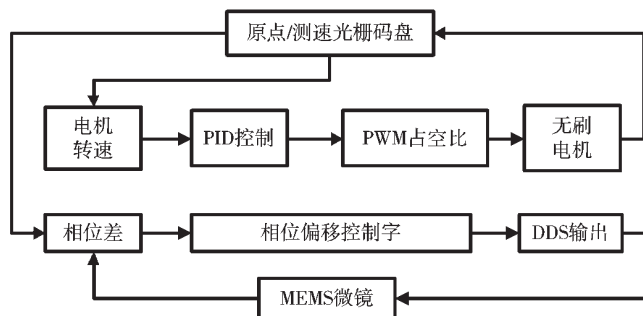 原点/测速光栅码盘
电机
转速
PID控制
PWM占空比
无刷
电机
相位差
相位偏移控制字
DDS输出
MEMS微镜